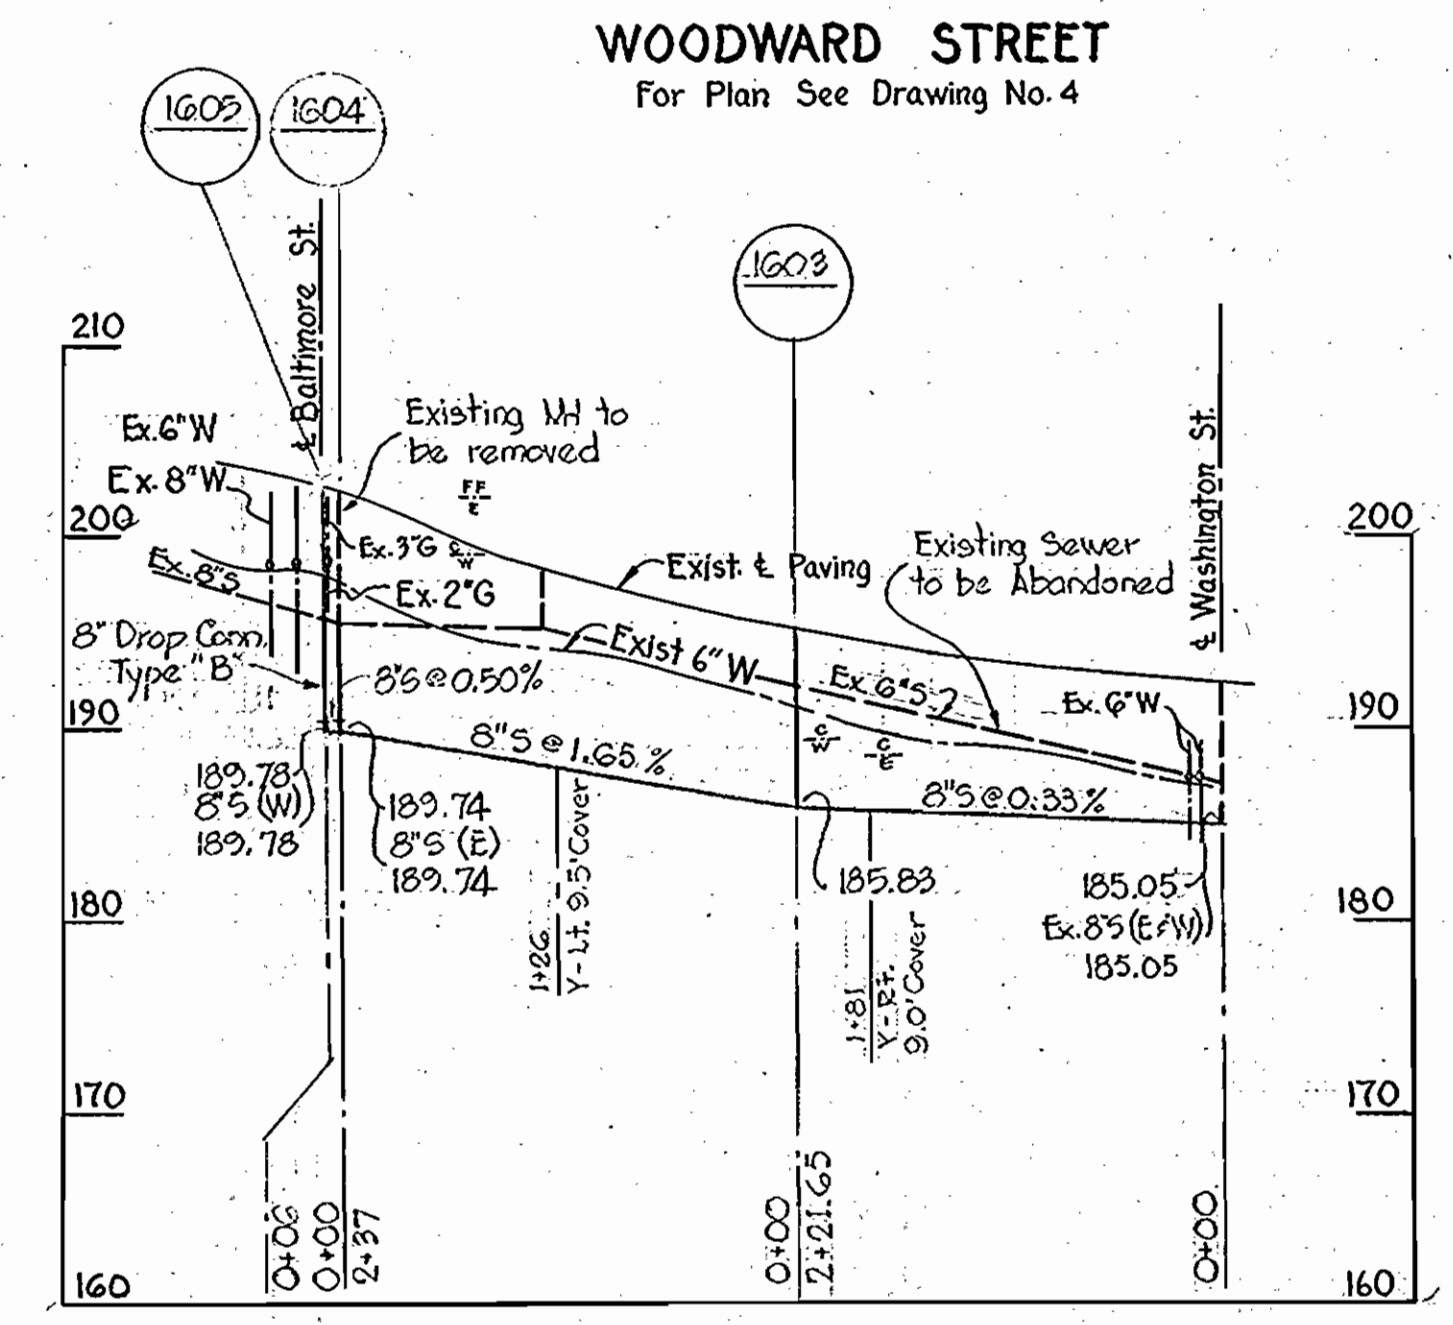 WOODWARD STREET
For Plan See Drawing No. 4
1605
1604
1603
℄ Baltimore St.
210
Ex. 6"W
Ex. 8"W
Existing MH to
be removed
FF
E
200
200
Ex. 8"S
Ex. 3"G
C
W
Ex. 2"G
Exist. ℄ Paving
Existing Sewer
to be Abandoned
℄ Washington St.
8" Drop Conn.
Type "B"
8"S @ 0.50%
Exist 6" W
Ex. 6"S
Ex. 6"W
190
190
8"S @ 1.65 %
C
W
C
E
189.78
8"S (W)
189.78
189.74
8"S (E)
189.74
8"S @ 0.33%
185.83
185.05
Ex. 8"S (E&W)
185.05
1+26
Y - Lt. 9.5' Cover
1+81
Y - Rt.
9.0' Cover
180
180
170
170
0+06
0+00
2+37
0+00
2+21.65
0+00
160
160